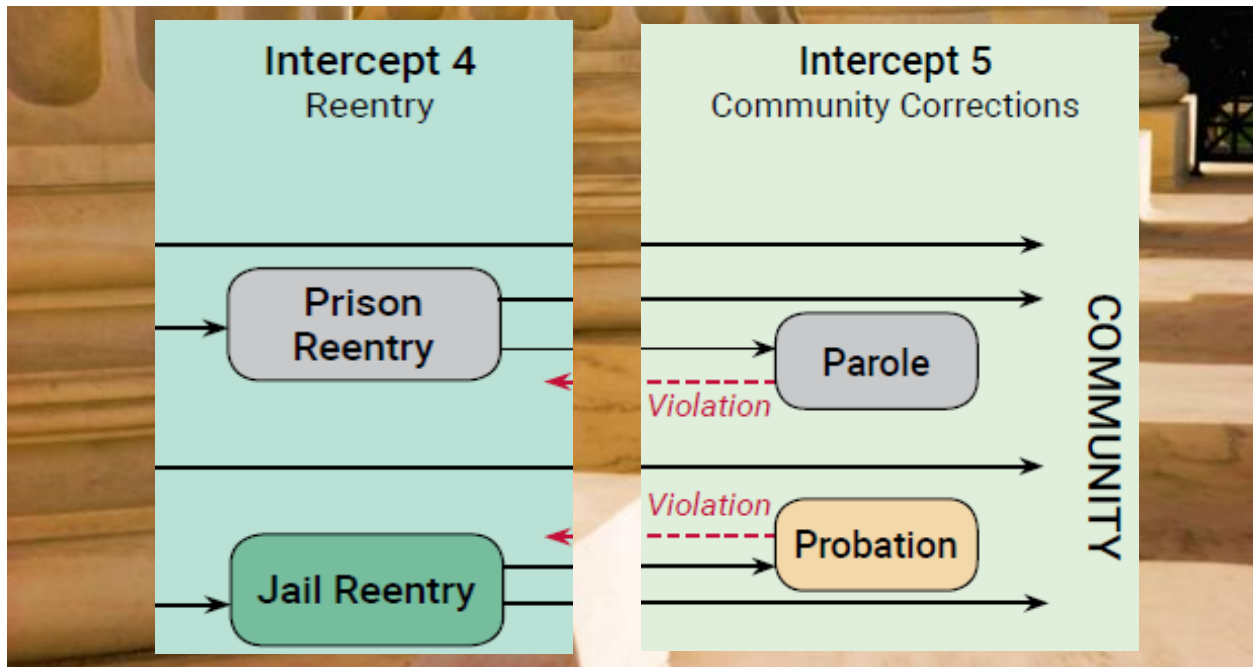 Intercept 4
Reentry
Prison
Reentry
Jail Reentry
Intercept 5
Community Corrections
Parole
Violation
Violation
Probation
COMMUNITY